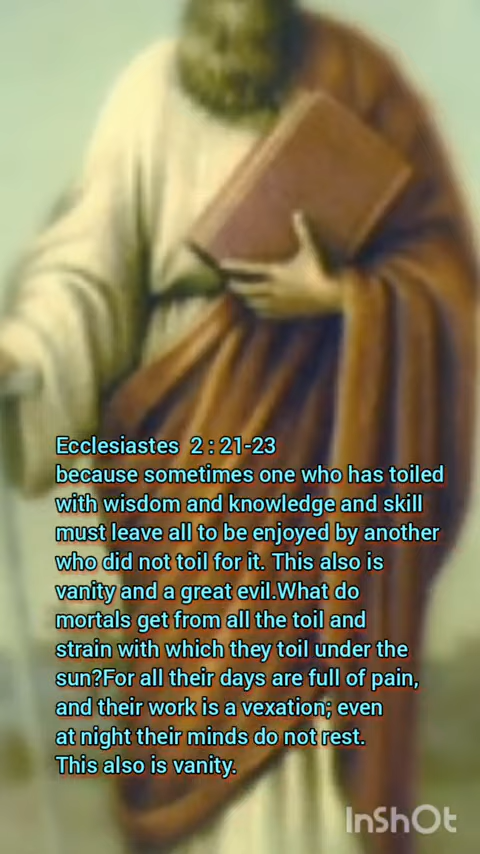 Ecclesiastes 2 : 21-23
because sometimes one who has toiled
with wisdom and knowledge and skill
must leave all to be enjoyed by another
who did not toil for it. This also is
vanity and a great evil.What do
mortals get from all the toil and
strain with which they toil under the
sun?For all their days are full of pain,
and their work is a vexation; even
at night their minds do not rest.
This also is vanity.
InShOt